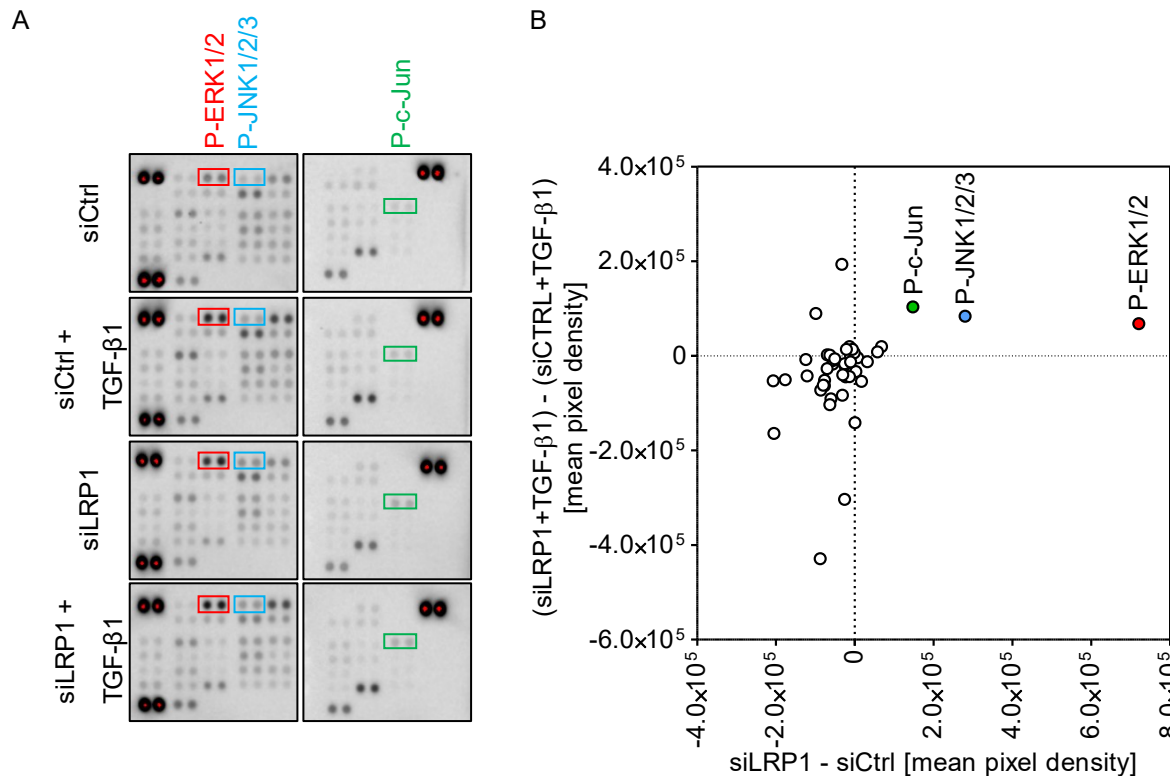 A
B
P-ERK1/2
P-JNK1/2/3
P-c-Jun
siCtrl
siCtrl +
TGF-β1
siLRP1
siLRP1 +
TGF-β1
(siLRP1+TGF-β1) - (siCTRL+TGF-β1)
[mean pixel density]
4.0x10⁵
2.0x10⁵
0
-2.0x10⁵
-4.0x10⁵
-6.0x10⁵
P-c-Jun
P-JNK1/2/3
P-ERK1/2
-4.0x10⁵
-2.0x10⁵
0
2.0x10⁵
4.0x10⁵
6.0x10⁵
8.0x10⁵
siLRP1 - siCtrl [mean pixel density]